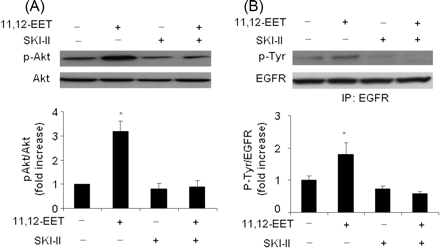 (A)
11,12-EET − + − +
SKI-II − − + +
p-Akt
Akt
pAkt/Akt
(fold increase)
5
4
3
2
1
0
*
11,12-EET − + − +
SKI-II − − + +
(B)
11,12-EET − + − +
SKI-II − − + +
p-Tyr
EGFR
IP: EGFR
P-Tyr/EGFR
(fold increase)
3
2
1
0
*
11,12-EET − + − +
SKI-II − − + +